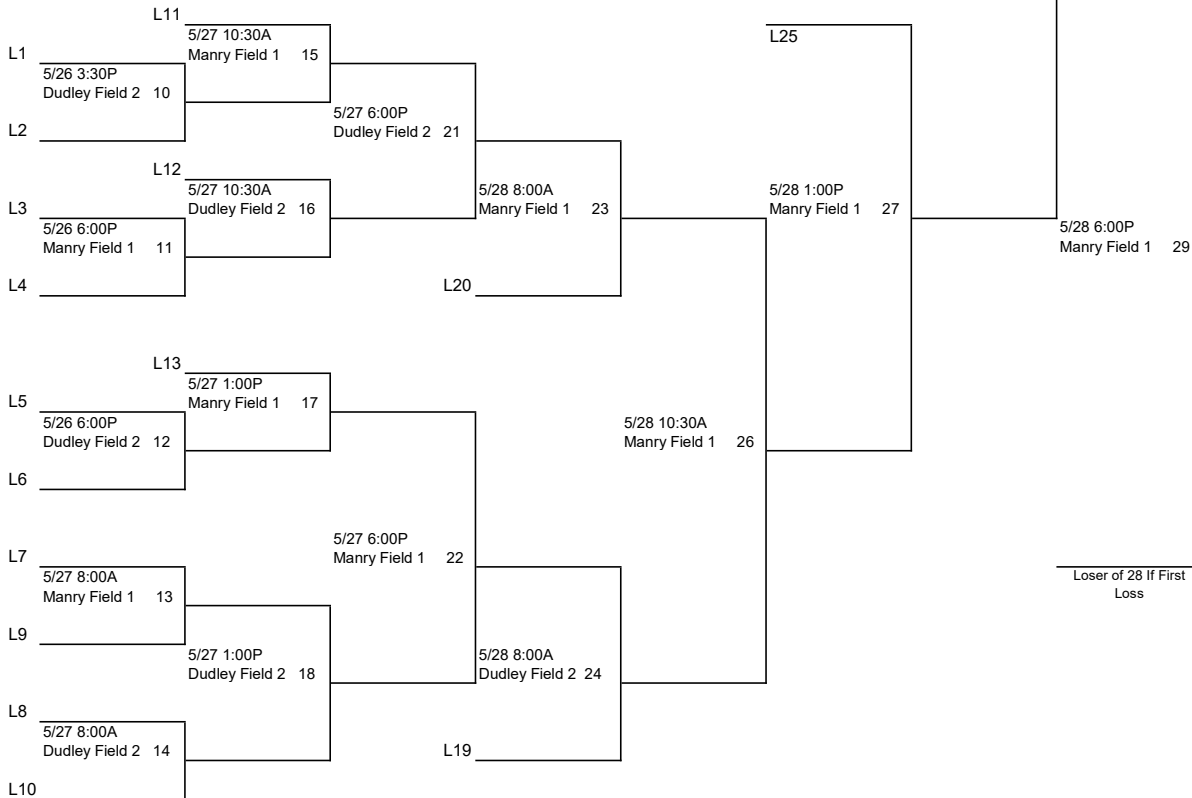 L11
5/27 10:30A
Manry Field 1 15
L25
L1
5/26 3:30P
Dudley Field 2 10
5/27 6:00P
Dudley Field 2 21
L2
L12
5/27 10:30A
Dudley Field 2 16
5/28 8:00A
Manry Field 1 23
5/28 1:00P
Manry Field 1 27
L3
5/26 6:00P
Manry Field 1 11
5/28 6:00P
Manry Field 1 29
L4
L20
L13
5/27 1:00P
Manry Field 1 17
L5
5/26 6:00P
Dudley Field 2 12
5/28 10:30A
Manry Field 1 26
L6
5/27 6:00P
Manry Field 1 22
L7
5/27 8:00A
Manry Field 1 13
Loser of 28 If First
Loss
L9
5/27 1:00P
Dudley Field 2 18
5/28 8:00A
Dudley Field 2 24
L8
5/27 8:00A
Dudley Field 2 14
L19
L10